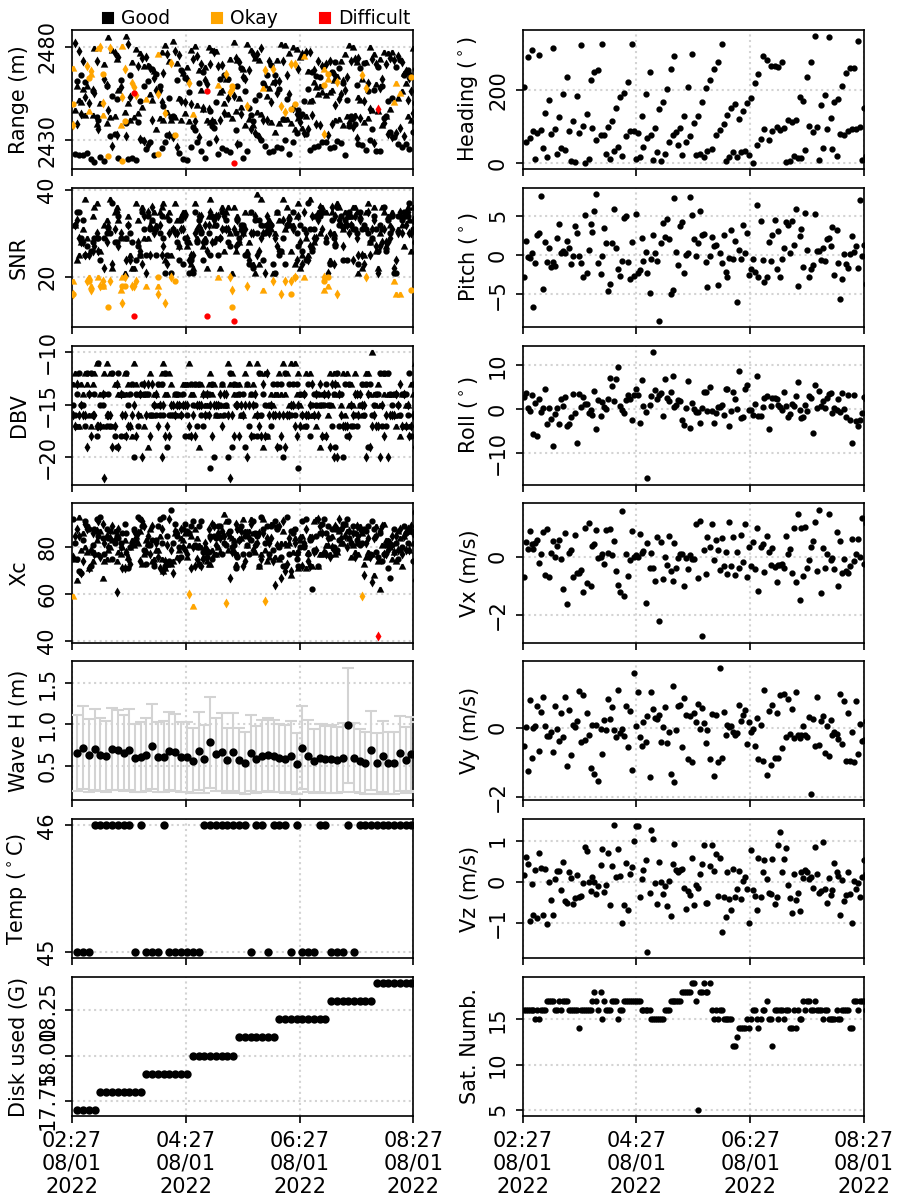 Good Okay Difficult
Range (m) 2480 2430
Heading (°) 200 0
SNR 40 20
Pitch (°) 5 0 −5
DBV −10 −15 −20
Roll (°) 10 0 −10
Xc 80 60 40
Vx (m/s) 0 −2
Wave H (m) 1.5 1.0 0.5
Vy (m/s) 0 −2
Temp (°C) 46 45
Vz (m/s) 1 0 −1
Disk used (G) 18.25 18.00 17.75
Sat. Numb. 15 10 5
02:27 04:27 06:27 08:27 02:27 04:27 06:27 08:27
08/01 08/01 08/01 08/01 08/01 08/01 08/01 08/01
2022 2022 2022 2022 2022 2022 2022 2022